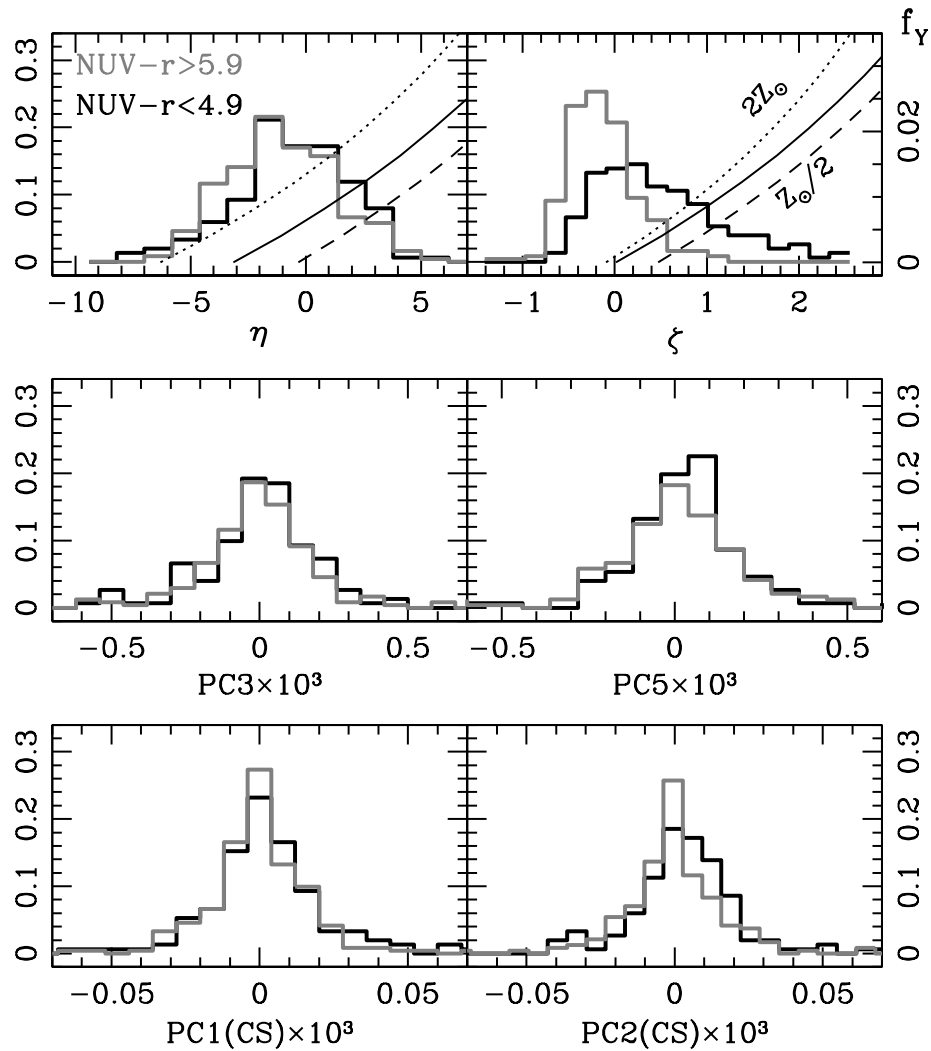 f_Y
NUV−r>5.9
NUV−r<4.9
2Z⊙
Z⊙/2
0 0.1 0.2 0.3
0 0.02
−10 −5 0 5
−1 0 1 2
η
ζ
0 0.1 0.2 0.3
0 0.1 0.2 0.3
−0.5 0 0.5
−0.5 0 0.5
PC3×10³
PC5×10³
0 0.1 0.2 0.3
0 0.1 0.2 0.3
−0.05 0 0.05
−0.05 0 0.05
PC1(CS)×10³
PC2(CS)×10³